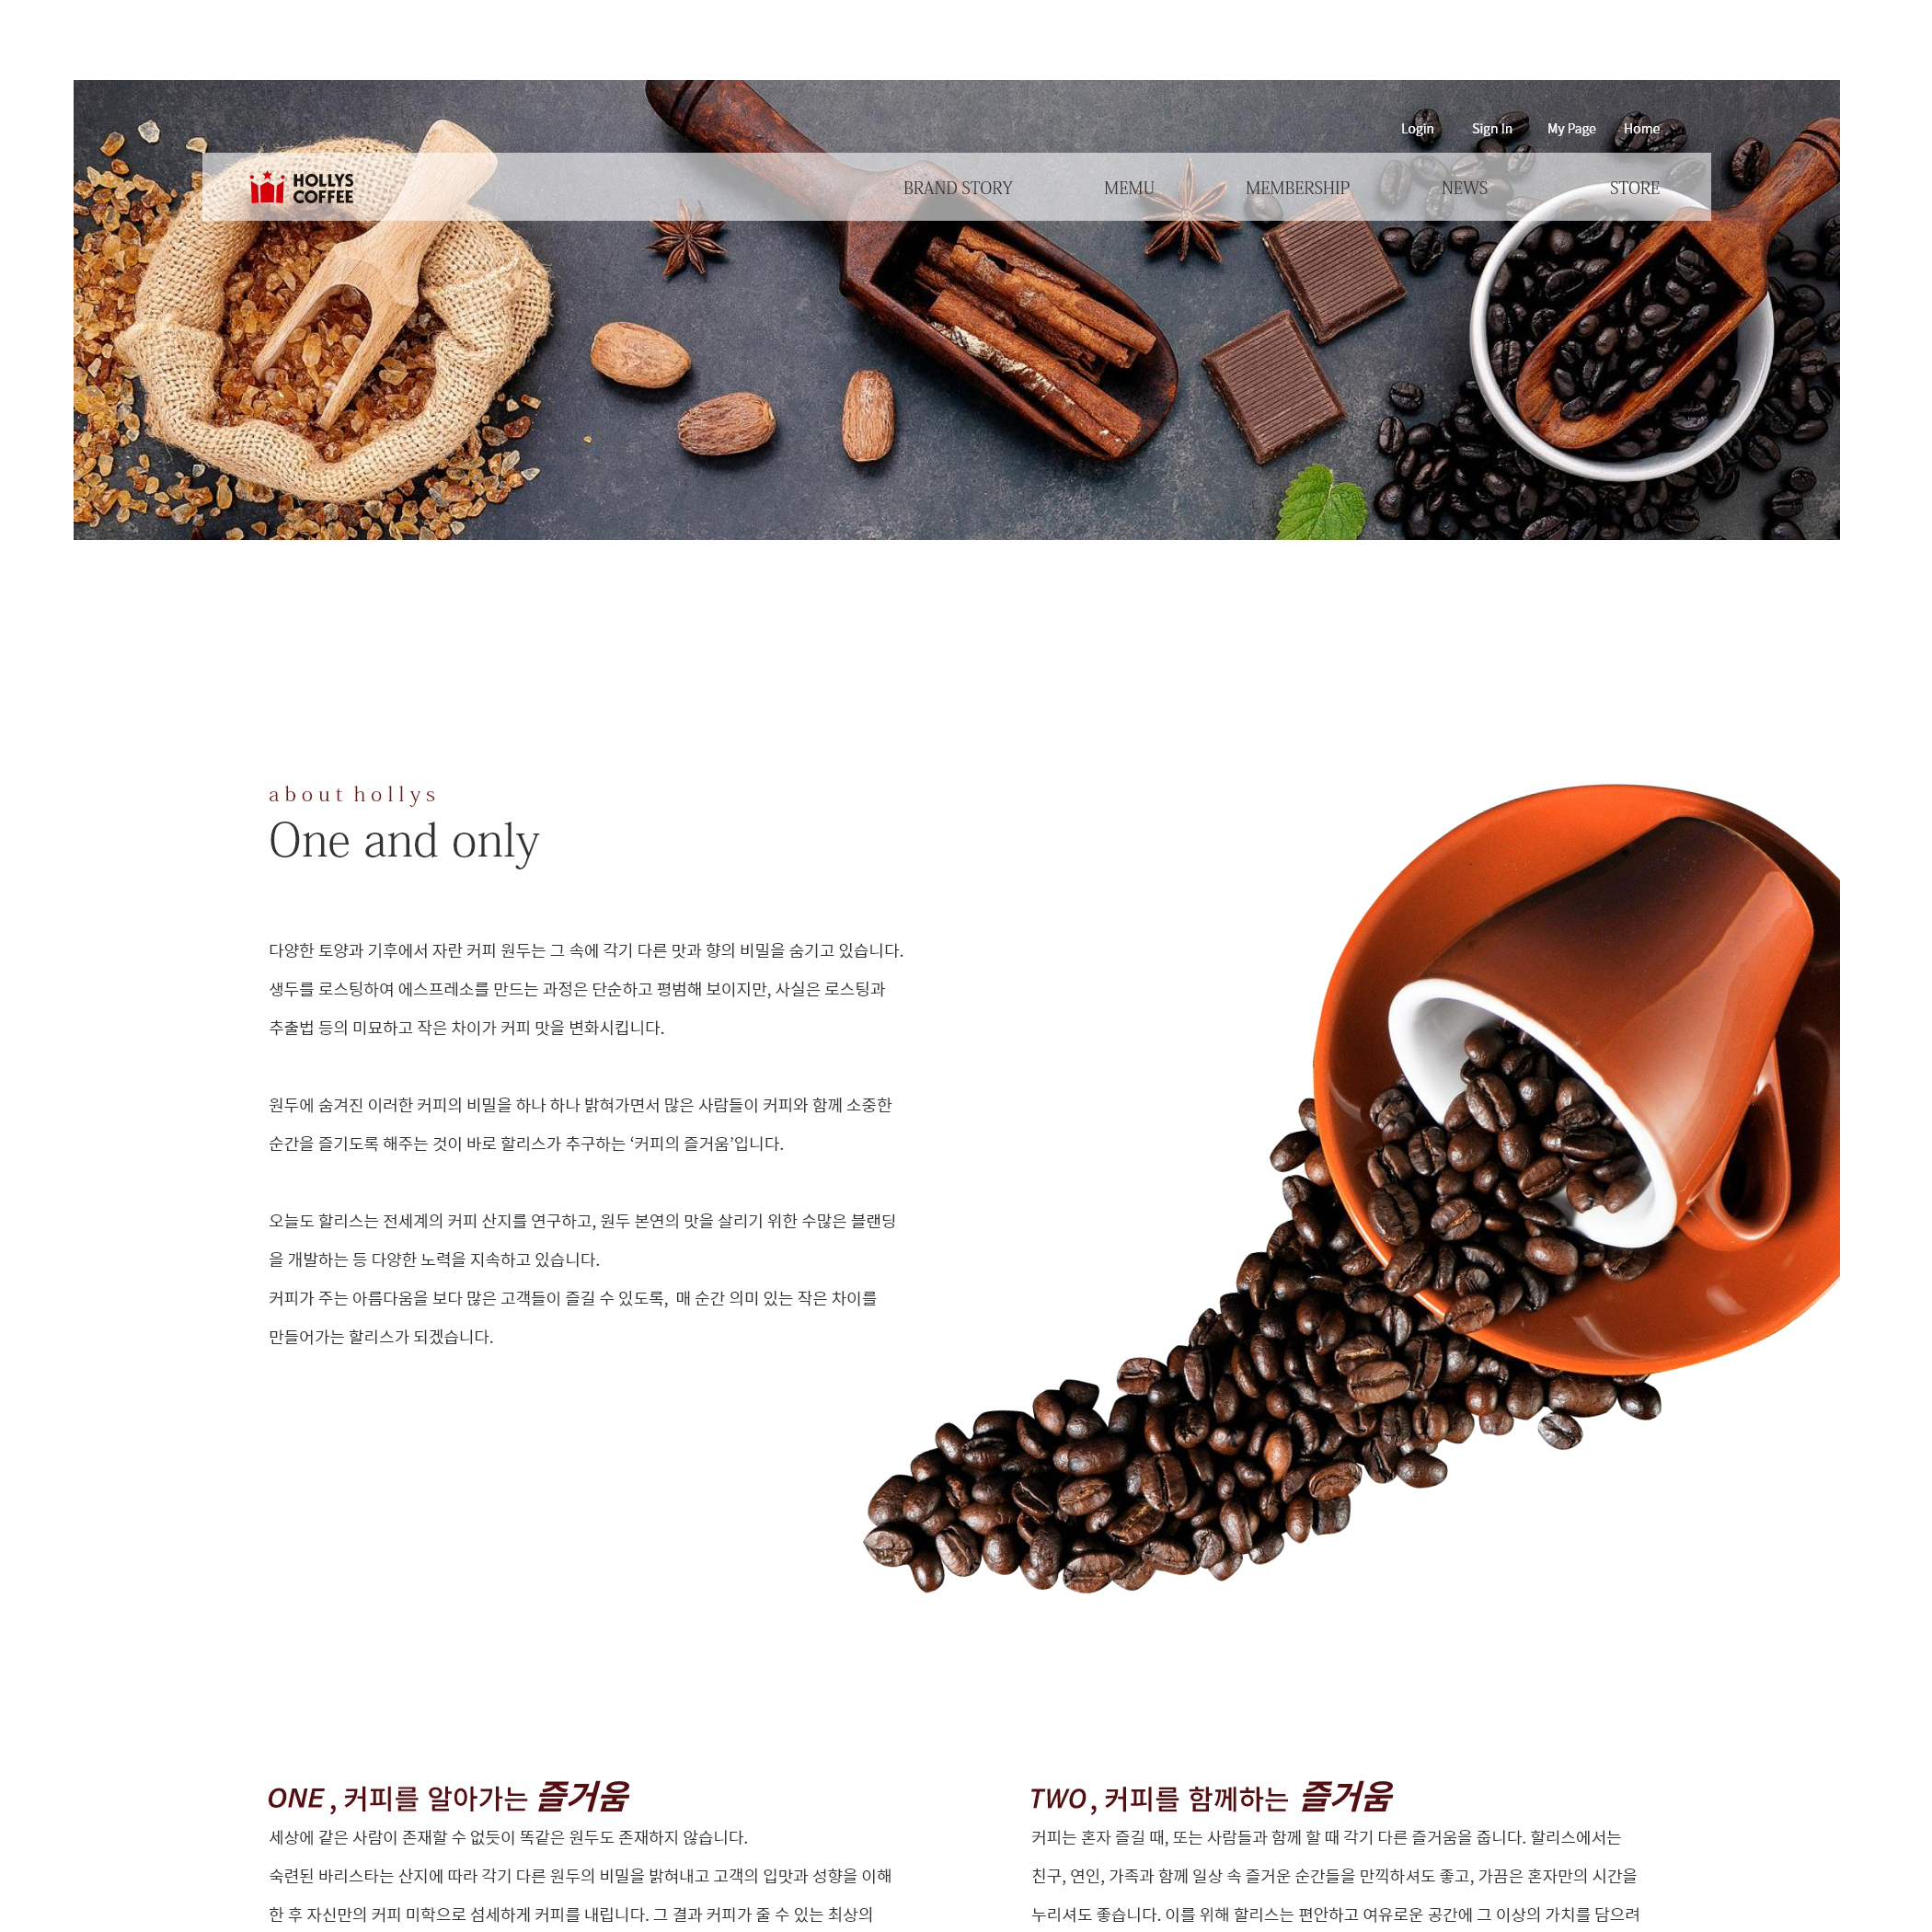 Login Sign In My Page Home
HOLLYS
COFFEE
BRAND STORY MEMU MEMBERSHIP NEWS STORE
about hollys
One and only
다양한 토양과 기후에서 자란 커피 원두는 그 속에 각기 다른 맛과 향의 비밀을 숨기고 있습니다.
생두를 로스팅하여 에스프레소를 만드는 과정은 단순하고 평범해 보이지만, 사실은 로스팅과
추출법 등의 미묘하고 작은 차이가 커피 맛을 변화시킵니다.
원두에 숨겨진 이러한 커피의 비밀을 하나 하나 밝혀가면서 많은 사람들이 커피와 함께 소중한
순간을 즐기도록 해주는 것이 바로 할리스가 추구하는 ‘커피의 즐거움’입니다.
오늘도 할리스는 전세계의 커피 산지를 연구하고, 원두 본연의 맛을 살리기 위한 수많은 블랜딩
을 개발하는 등 다양한 노력을 지속하고 있습니다.
커피가 주는 아름다움을 보다 많은 고객들이 즐길 수 있도록, 매 순간 의미 있는 작은 차이를
만들어가는 할리스가 되겠습니다.
ONE , 커피를 알아가는 즐거움
세상에 같은 사람이 존재할 수 없듯이 똑같은 원두도 존재하지 않습니다.
숙련된 바리스타는 산지에 따라 각기 다른 원두의 비밀을 밝혀내고 고객의 입맛과 성향을 이해
한 후 자신만의 커피 미학으로 섬세하게 커피를 내립니다. 그 결과 커피가 줄 수 있는 최상의
TWO , 커피를 함께하는 즐거움
커피는 혼자 즐길 때, 또는 사람들과 함께 할 때 각기 다른 즐거움을 줍니다. 할리스에서는
친구, 연인, 가족과 함께 일상 속 즐거운 순간들을 만끽하셔도 좋고, 가끔은 혼자만의 시간을
누리셔도 좋습니다. 이를 위해 할리스는 편안하고 여유로운 공간에 그 이상의 가치를 담으려